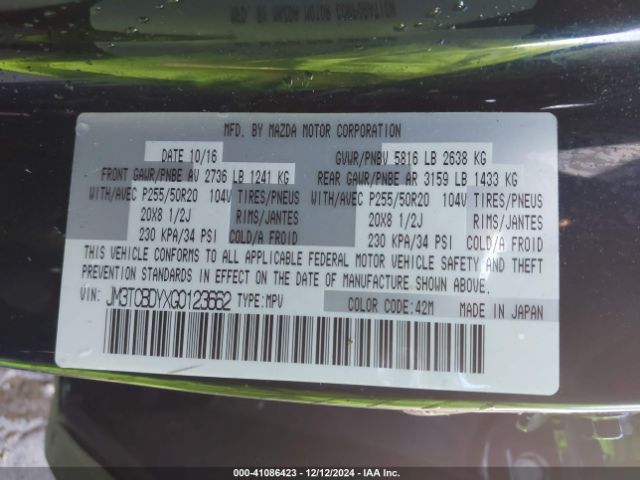 MFD. BY MAZDA MOTOR CORPORATION
DATE 10/16 GVWR/PNBV 5816 LB 2638 KG
FRONT GAWR/PNBE AV 2736 LB 1241 KG REAR GAWR/PNBE AR 3159 LB 1433 KG
WITH/AVEC P255/50R20 104V TIRES/PNEUS WITH/AVEC P255/50R20 104V TIRES/PNEUS
20X8 1/2J RIMS/JANTES 20X8 1/2J RIMS/JANTES
230 KPA/34 PSI COLD/A FROID 230 KPA/34 PSI COLD/A FROID
THIS VEHICLE CONFORMS TO ALL APPLICABLE FEDERAL MOTOR VEHICLE SAFETY AND THEFT
PREVENTION STANDARDS IN EFFECT ON THE DATE OF MANUFACTURE SHOWN ABOVE.
VIN: TYPE:MPV COLOR CODE:42M MADE IN JAPAN
000-41086423 - 12/12/2024 - IAA Inc.